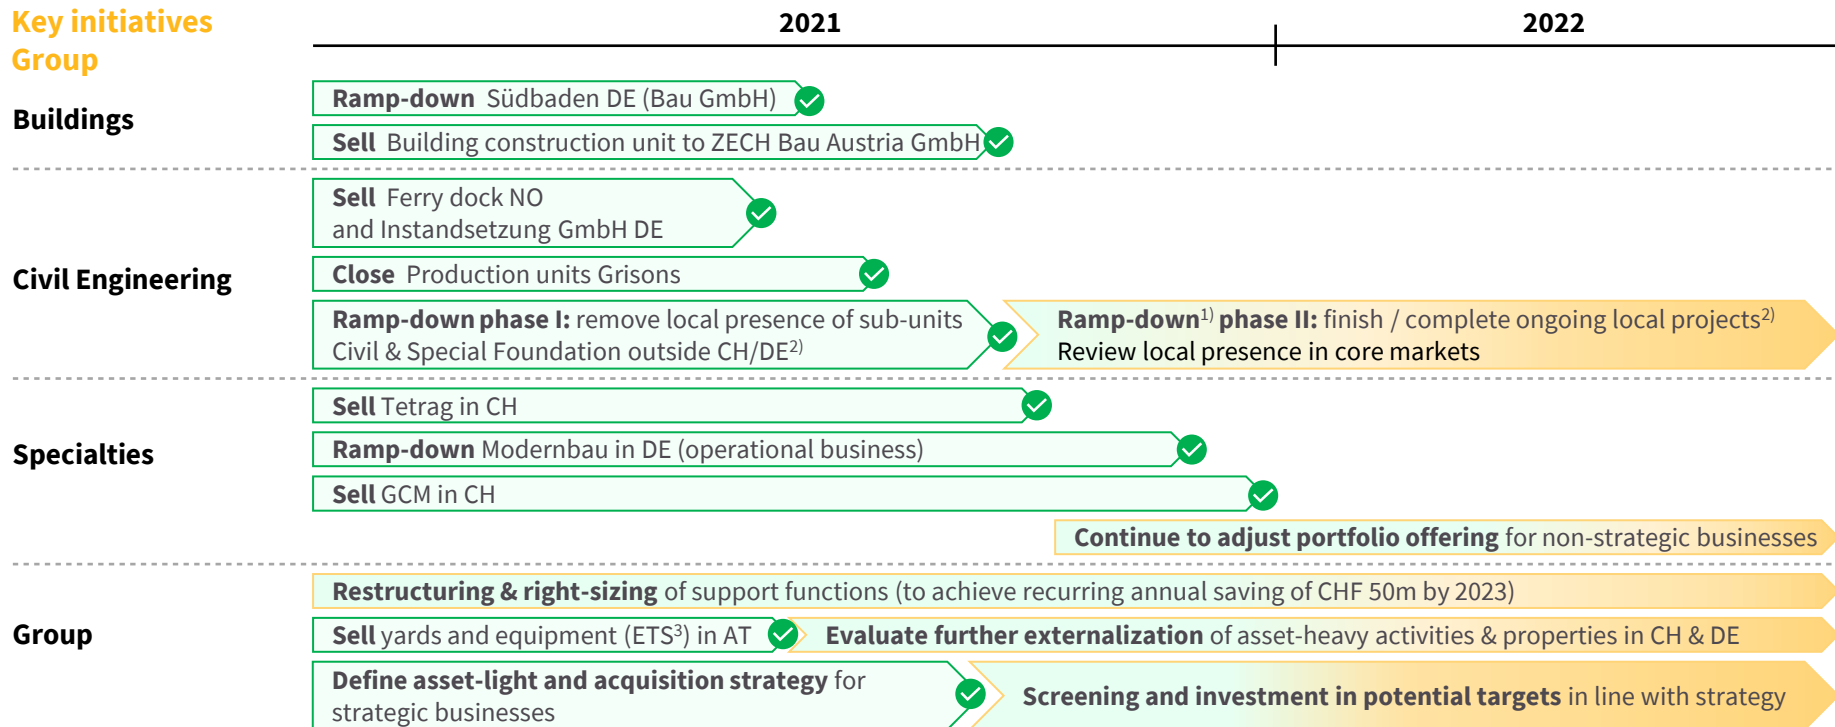 Key initiatives
Group
2021
2022
Buildings
Ramp-down Südbaden DE (Bau GmbH)
Sell Building construction unit to ZECH Bau Austria GmbH
Civil Engineering
Sell Ferry dock NO
and Instandsetzung GmbH DE
Close Production units Grisons
Ramp-down phase I: remove local presence of sub-units
Civil & Special Foundation outside CH/DE2)
Ramp-down1) phase II: finish / complete ongoing local projects2)
Review local presence in core markets
Specialties
Sell Tetrag in CH
Ramp-down Modernbau in DE (operational business)
Sell GCM in CH
Continue to adjust portfolio offering for non-strategic businesses
Group
Restructuring & right-sizing of support functions (to achieve recurring annual saving of CHF 50m by 2023)
Sell yards and equipment (ETS3) in AT
Evaluate further externalization of asset-heavy activities & properties in CH & DE
Define asset-light and acquisition strategy for
strategic businesses
Screening and investment in potential targets in line with strategy